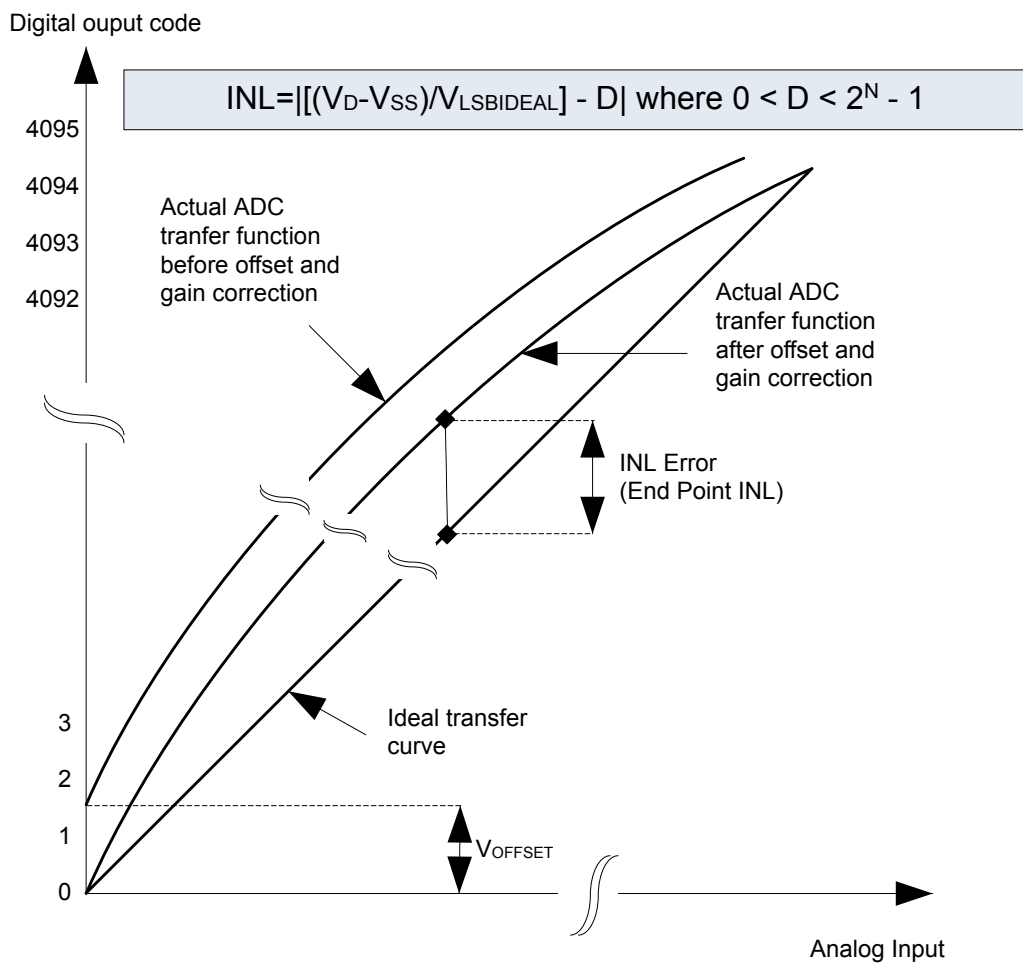 Digital ouput code
INL=|[(VD-VSS)/VLSBIDEAL] - D| where 0 < D < 2^N - 1
4095
4094
4093
4092
Actual ADC
tranfer function
before offset and
gain correction
Actual ADC
tranfer function
after offset and
gain correction
INL Error
(End Point INL)
Ideal transfer
curve
3
2
1
0
VOFFSET
Analog Input